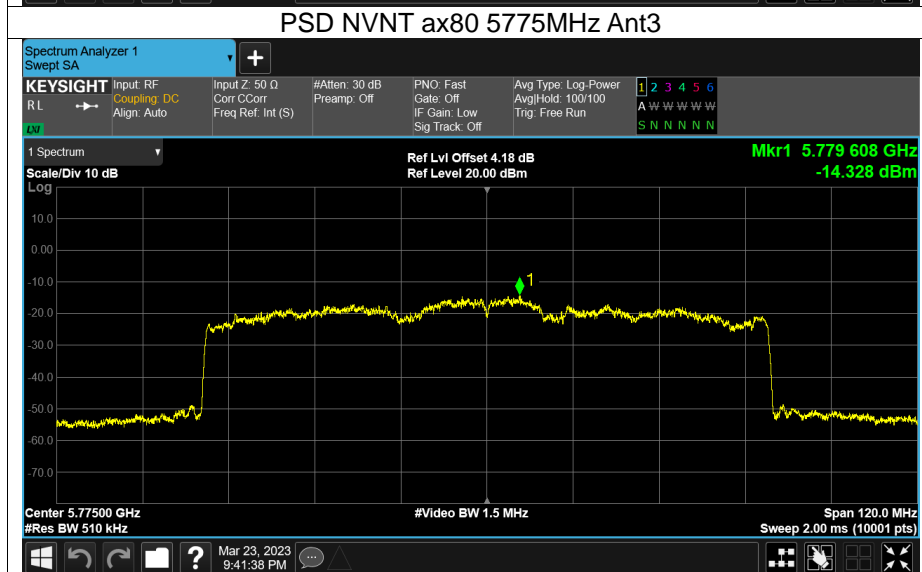 PSD NVNT ax80 5775MHz Ant3
Spectrum Analyzer 1
Swept SA
+
KEYSIGHT
R L
LXI
Input: RF
Coupling: DC
Align: Auto
Input Z: 50 Ω
Corr CCorr
Freq Ref: Int (S)
#Atten: 30 dB
Preamp: Off
PNO: Fast
Gate: Off
IF Gain: Low
Sig Track: Off
Avg Type: Log-Power
Avg|Hold: 100/100
Trig: Free Run
1 2 3 4 5 6
A W W W W W
S N N N N N
1 Spectrum
Scale/Div 10 dB
Ref Lvl Offset 4.18 dB
Ref Level 20.00 dBm
Mkr1 5.779 608 GHz
-14.328 dBm
Log
10.0
0.00
-10.0
-20.0
-30.0
-40.0
-50.0
-60.0
-70.0
1
Center 5.77500 GHz
#Res BW 510 kHz
#Video BW 1.5 MHz
Span 120.0 MHz
Sweep 2.00 ms (10001 pts)
?
Mar 23, 2023
9:41:38 PM